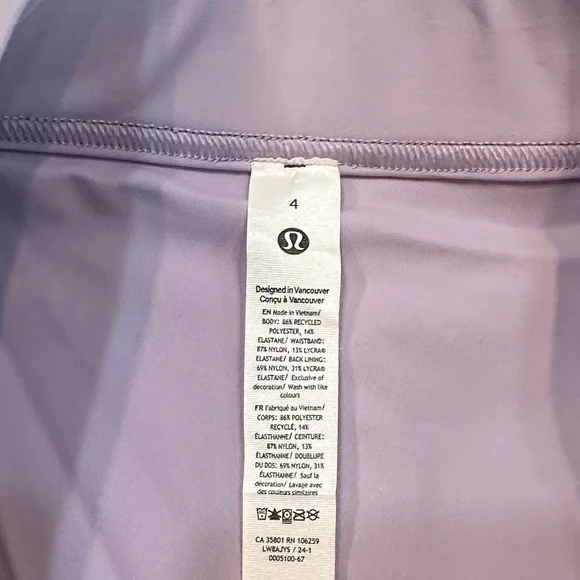 4
Designed in Vancouver
Conçu à Vancouver
EN Made in Vietnam/
BODY: 86% RECYCLED
POLYESTER, 14%
ELASTANE/ WAISTBAND:
87% NYLON, 13% LYCRA®
ELASTANE/ BACK LINING:
69% NYLON, 31% LYCRA®
ELASTANE/ Exclusive of
decoration/ Wash with like
colours
FR Fabriqué au Vietnam/
CORPS: 86% POLYESTER
RECYCLÉ, 14%
ÉLASTHANNE/ CEINTURE:
87% NYLON, 13%
ÉLASTHANNE/ DOUBLURE
DU DOS: 69% NYLON, 31%
ÉLASTHANNE/ Sauf la
décoration/ Lavage avec
des couleurs similaires
CA 35801 RN 106259
LW8AJYS / 24-1
0005100-67